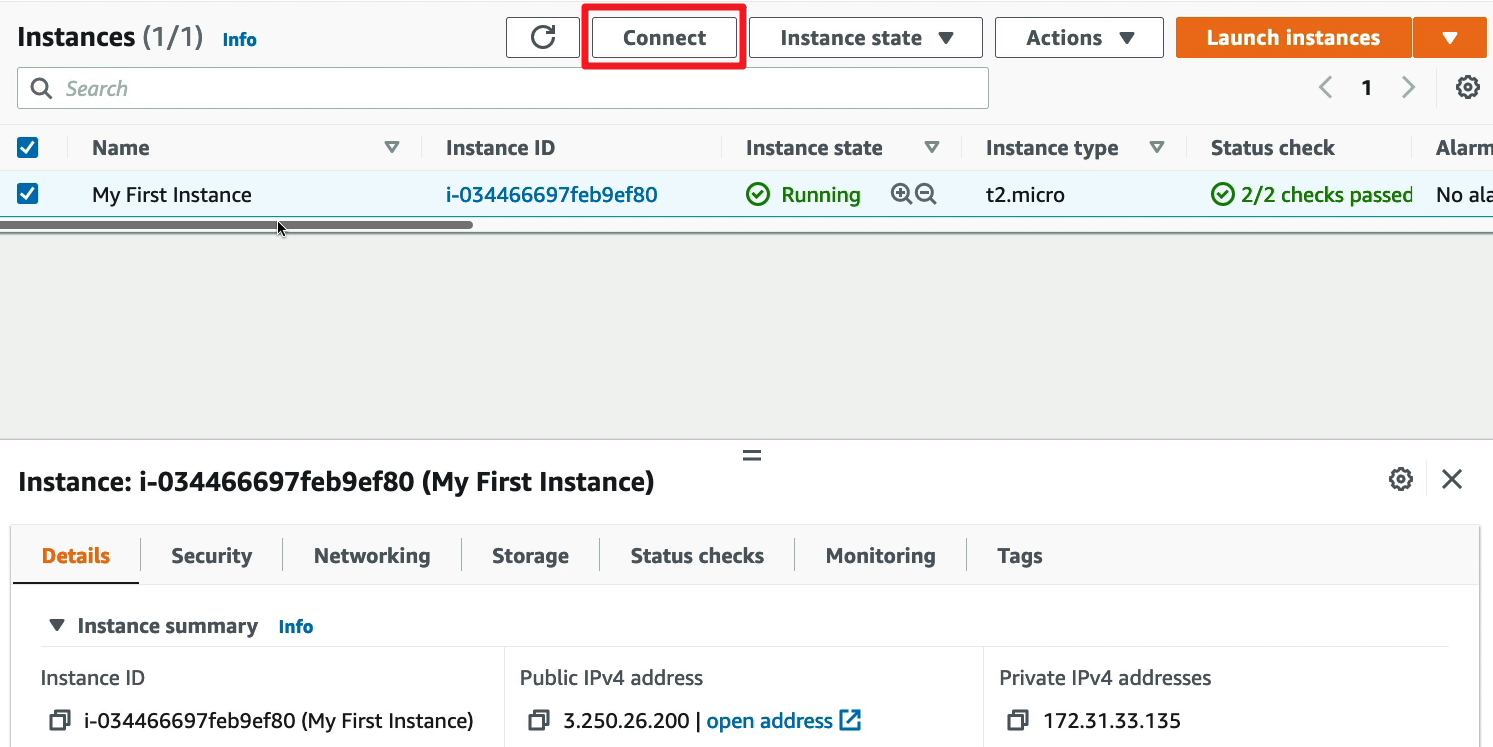 Instances (1/1) Info Connect Instance state Actions Launch instances
Search 1
Name Instance ID Instance state Instance type Status check Alarm
My First Instance i-034466697feb9ef80 Running t2.micro 2/2 checks passed No ala
Instance: i-034466697feb9ef80 (My First Instance)
Details Security Networking Storage Status checks Monitoring Tags
Instance summary Info
Instance ID Public IPv4 address Private IPv4 addresses
i-034466697feb9ef80 (My First Instance) 3.250.26.200 | open address 172.31.33.135